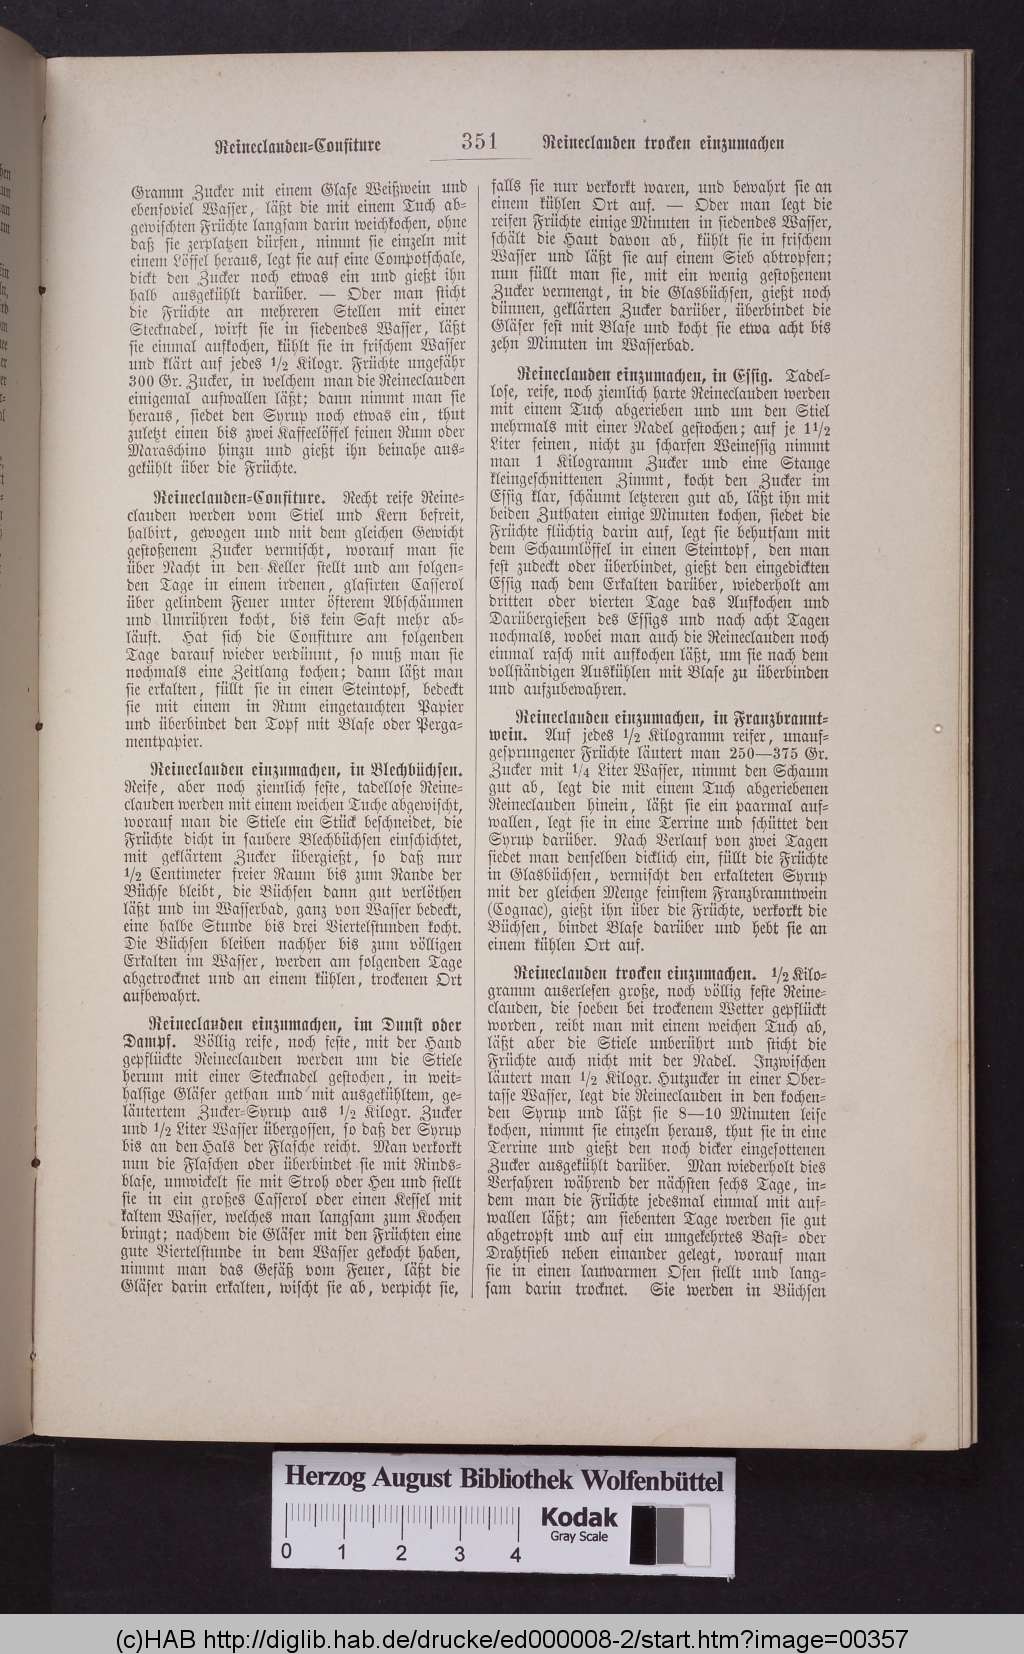 Reineclauden-Confiture
351
Reineclauden trocken einzumachen
Gramm Zucker mit einem Glase Weißwein und
ebensoviel Wasser, läßt die mit einem Tuch ab-
gewischten Früchte langsam darin weichkochen, ohne
daß sie zerplatzen dürfen, nimmt sie einzeln mit
einem Löffel heraus, legt sie auf eine Compotschale,
dickt den Zucker noch etwas ein und gießt ihn
halb ausgekühlt darüber. — Oder man sticht
die Früchte an mehreren Stellen mit einer
Stecknadel, wirft sie in siedendes Wasser, läßt
sie einmal aufkochen, kühlt sie in frischem Wasser
und klärt auf jedes 1/2 Kilogr. Früchte ungefähr
300 Gr. Zucker, in welchem man die Reineclauden
einigemal aufwallen läßt; dann nimmt man sie
heraus, siedet den Syrup noch etwas ein, thut
zuletzt einen bis zwei Kaffeelöffel feinen Rum oder
Maraschino hinzu und gießt ihn beinahe aus-
gekühlt über die Früchte.
Reineclauden-Confiture. Recht reife Reine-
clauden werden vom Stiel und Kern befreit,
halbirt, gewogen und mit dem gleichen Gewicht
gestoßenem Zucker vermischt, worauf man sie
über Nacht in den Keller stellt und am folgen-
den Tage in einem irdenen, glasirten Casserol
über gelindem Feuer unter öfterem Abschäumen
und Umrühren kocht, bis kein Saft mehr ab-
läuft. Hat sich die Confiture am folgenden
Tage darauf wieder verdünnt, so muß man sie
nochmals eine Zeitlang kochen; dann läßt man
sie erkalten, füllt sie in einen Steintopf, bedeckt
sie mit einem in Rum eingetauchten Papier
und überbindet den Topf mit Blase oder Perga-
mentpapier.
Reineclauden einzumachen, in Blechbüchsen.
Reife, aber noch ziemlich feste, tadellose Reine-
clauden werden mit einem weichen Tuche abgewischt,
worauf man die Stiele ein Stück beschneidet, die
Früchte dicht in saubere Blechbüchsen einschichtet,
mit geklärtem Zucker übergießt, so daß nur
1/2 Centimeter freier Raum bis zum Rande der
Büchse bleibt, die Büchsen dann gut verlöthen
läßt und im Wasserbad, ganz von Wasser bedeckt,
eine halbe Stunde bis drei Viertelstunden kocht.
Die Büchsen bleiben nachher bis zum völligen
Erkalten im Wasser, werden am folgenden Tage
abgetrocknet und an einem kühlen, trockenen Ort
aufbewahrt.
Reineclauden einzumachen, im Dunst oder
Dampf. Völlig reife, noch feste, mit der Hand
gepflückte Reineclauden werden um die Stiele
herum mit einer Stecknadel gestochen, in weit-
halsige Gläser gethan und mit ausgekühltem, ge-
läutertem Zucker-Syrup aus 1/2 Kilogr. Zucker
und 1/2 Liter Wasser übergossen, so daß der Syrup
bis an den Hals der Flasche reicht. Man verkorkt
nun die Flaschen oder überbindet sie mit Rinds-
blase, umwickelt sie mit Stroh oder Heu und stellt
sie in ein großes Casserol oder einen Kessel mit
kaltem Wasser, welches man langsam zum Kochen
bringt; nachdem die Gläser mit den Früchten eine
gute Viertelstunde in dem Wasser gekocht haben,
nimmt man das Gefäß vom Feuer, läßt die
Gläser darin erkalten, wischt sie ab, verpicht sie,
falls sie nur verkorkt waren, und bewahrt sie an
einem kühlen Ort auf. — Oder man legt die
reifen Früchte einige Minuten in siedendes Wasser,
schält die Haut davon ab, kühlt sie in frischem
Wasser und läßt sie auf einem Sieb abtropfen;
nun füllt man sie, mit ein wenig gestoßenem
Zucker vermengt, in die Glasbüchsen, gießt noch
dünnen, geklärten Zucker darüber, überbindet die
Gläser fest mit Blase und kocht sie etwa acht bis
zehn Minuten im Wasserbad.
Reineclauden einzumachen, in Essig. Tadel-
lose, reife, noch ziemlich harte Reineclauden werden
mit einem Tuch abgerieben und um den Stiel
mehrmals mit einer Nadel gestochen; auf je 1 1/2
Liter feinen, nicht zu scharfen Weinessig nimmt
man 1 Kilogramm Zucker und eine Stange
kleingeschnittenen Zimmt, kocht den Zucker im
Essig klar, schäumt letzteren gut ab, läßt ihn mit
beiden Zuthaten einige Minuten kochen, siedet die
Früchte flüchtig darin auf, legt sie behutsam mit
dem Schaumlöffel in einen Steintopf, den man
fest zudeckt oder überbindet, gießt den eingedickten
Essig nach dem Erkalten darüber, wiederholt am
dritten oder vierten Tage das Aufkochen und
Darübergießen des Essigs und nach acht Tagen
nochmals, wobei man auch die Reineclauden noch
einmal rasch mit aufkochen läßt, um sie nach dem
vollständigen Auskühlen mit Blase zu überbinden
und aufzubewahren.
Reineclauden einzumachen, in Franzbrannt-
wein. Auf jedes 1/2 Kilogramm reifer, unauf-
gesprungener Früchte läutert man 250—375 Gr.
Zucker mit 1/4 Liter Wasser, nimmt den Schaum
gut ab, legt die mit einem Tuch abgeriebenen
Reineclauden hinein, läßt sie ein paarmal auf-
wallen, legt sie in eine Terrine und schüttet den
Syrup darüber. Nach Verlauf von zwei Tagen
siedet man denselben dicklich ein, füllt die Früchte
in Glasbüchsen, vermischt den erkalteten Syrup
mit der gleichen Menge feinstem Franzbranntwein
(Cognac), gießt ihn über die Früchte, verkorkt die
Büchsen, bindet Blase darüber und hebt sie an
einem kühlen Ort auf.
Reineclauden trocken einzumachen. 1/2 Kilo-
gramm auserlesen große, noch völlig feste Reine-
clauden, die soeben bei trockenem Wetter gepflückt
worden, reibt man mit einem weichen Tuch ab,
läßt aber die Stiele unberührt und sticht die
Früchte auch nicht mit der Nadel. Inzwischen
läutert man 1/2 Kilogr. Hutzucker in einer Ober-
tasse Wasser, legt die Reineclauden in den kochen-
den Syrup und läßt sie 8—10 Minuten leise
kochen, nimmt sie einzeln heraus, thut sie in eine
Terrine und gießt den noch dicker eingesottenen
Zucker ausgekühlt darüber. Man wiederholt dies
Verfahren während der nächsten sechs Tage, in-
dem man die Früchte jedesmal einmal mit auf-
wallen läßt; am siebenten Tage werden sie gut
abgetropft und auf ein umgekehrtes Bast- oder
Drahtsieb neben einander gelegt, worauf man
sie in einen lauwarmen Ofen stellt und lang-
sam darin trocknet. Sie werden in Büchsen
Herzog August Bibliothek Wolfenbüttel
0 1 2 3 4
Kodak
Gray Scale
(c)HAB http://diglib.hab.de/drucke/ed000008-2/start.htm?image=00357